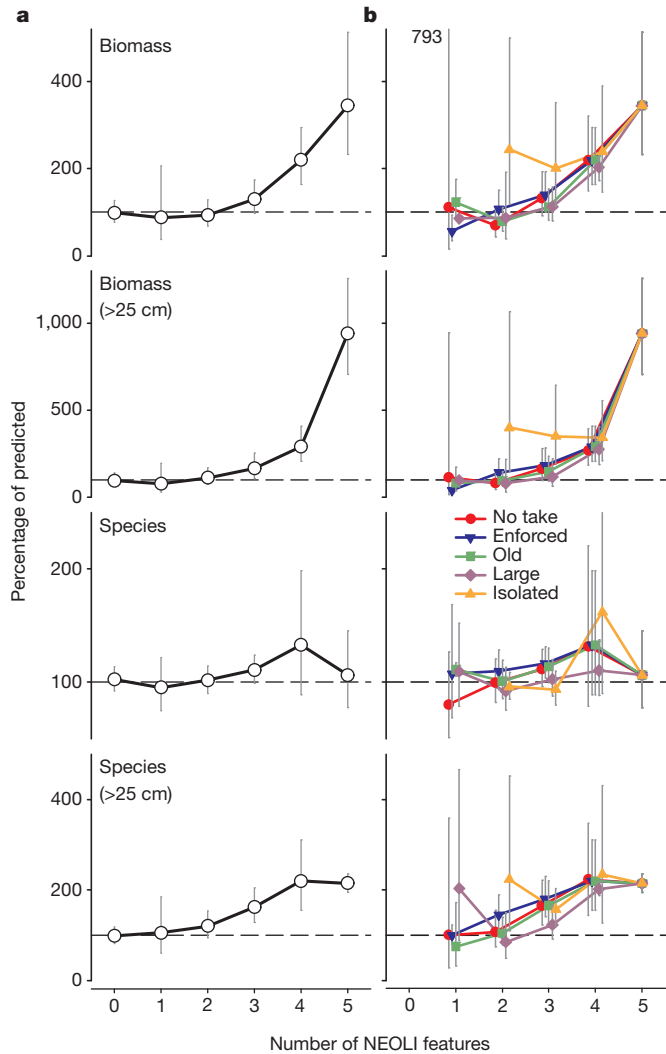 a
b
Biomass
793
400
200
0
Biomass
(>25 cm)
1,000
500
0
Percentage of predicted
Species
200
100
No take
Enforced
Old
Large
Isolated
Species
(>25 cm)
400
200
0
0 1 2 3 4 5
0 1 2 3 4 5
Number of NEOLI features